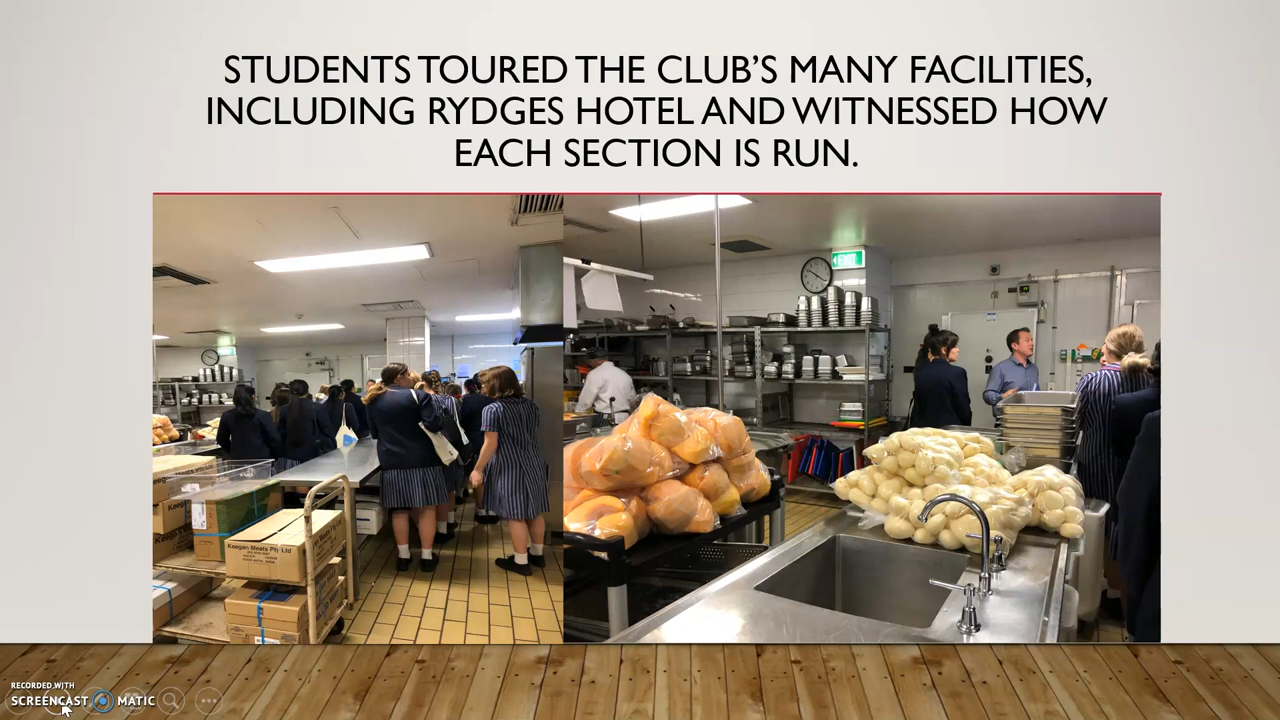 STUDENTS TOURED THE CLUB'S MANY FACILITIES,
INCLUDING RYDGES HOTEL AND WITNESSED HOW
EACH SECTION IS RUN.
EXIT
Keegan Meats Pty Ltd
RECORDED WITH
SCREENCAST MATIC